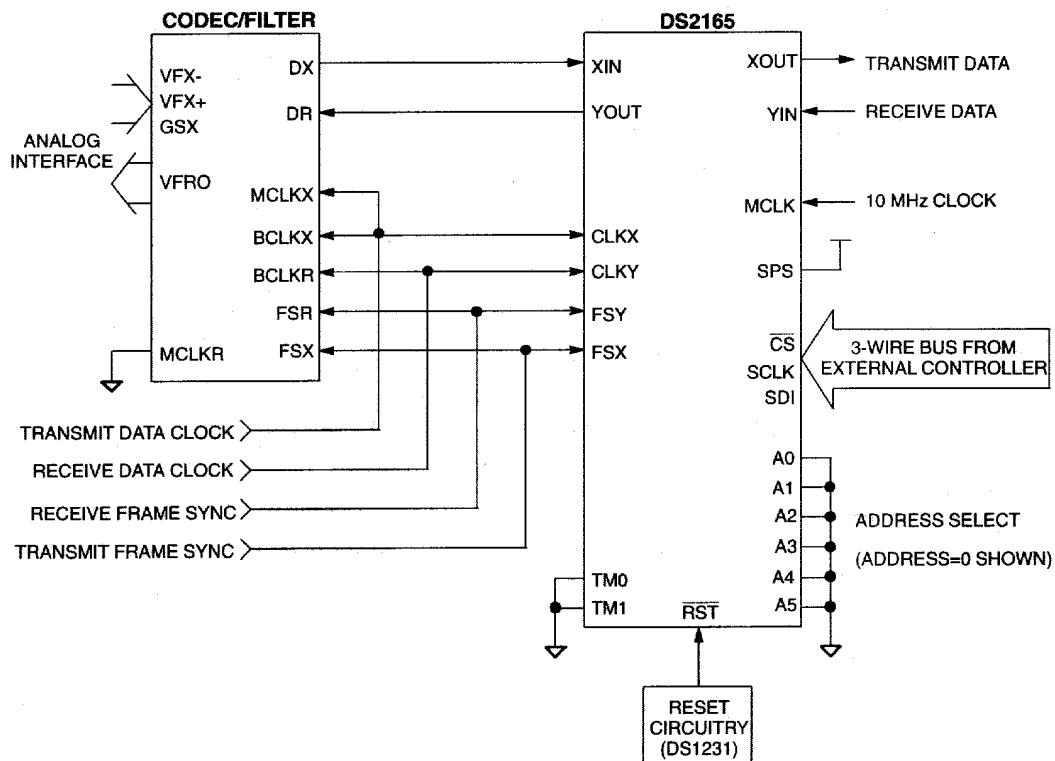 CODEC/FILTER
DS2165
VFX-
VFX+
GSX
ANALOG
INTERFACE
VFRO
DX
DR
MCLKX
BCLKX
BCLKR
FSR
FSX
MCLKR
XIN
YOUT
CLKX
CLKY
FSY
FSX
TM0
TM1
RST
XOUT
YIN
MCLK
SPS
CS
SCLK
SDI
A0
A1
A2
A3
A4
A5
TRANSMIT DATA
RECEIVE DATA
10 MHz CLOCK
3-WIRE BUS FROM
EXTERNAL CONTROLLER
ADDRESS SELECT
(ADDRESS=0 SHOWN)
TRANSMIT DATA CLOCK
RECEIVE DATA CLOCK
RECEIVE FRAME SYNC
TRANSMIT FRAME SYNC
RESET
CIRCUITRY
(DS1231)